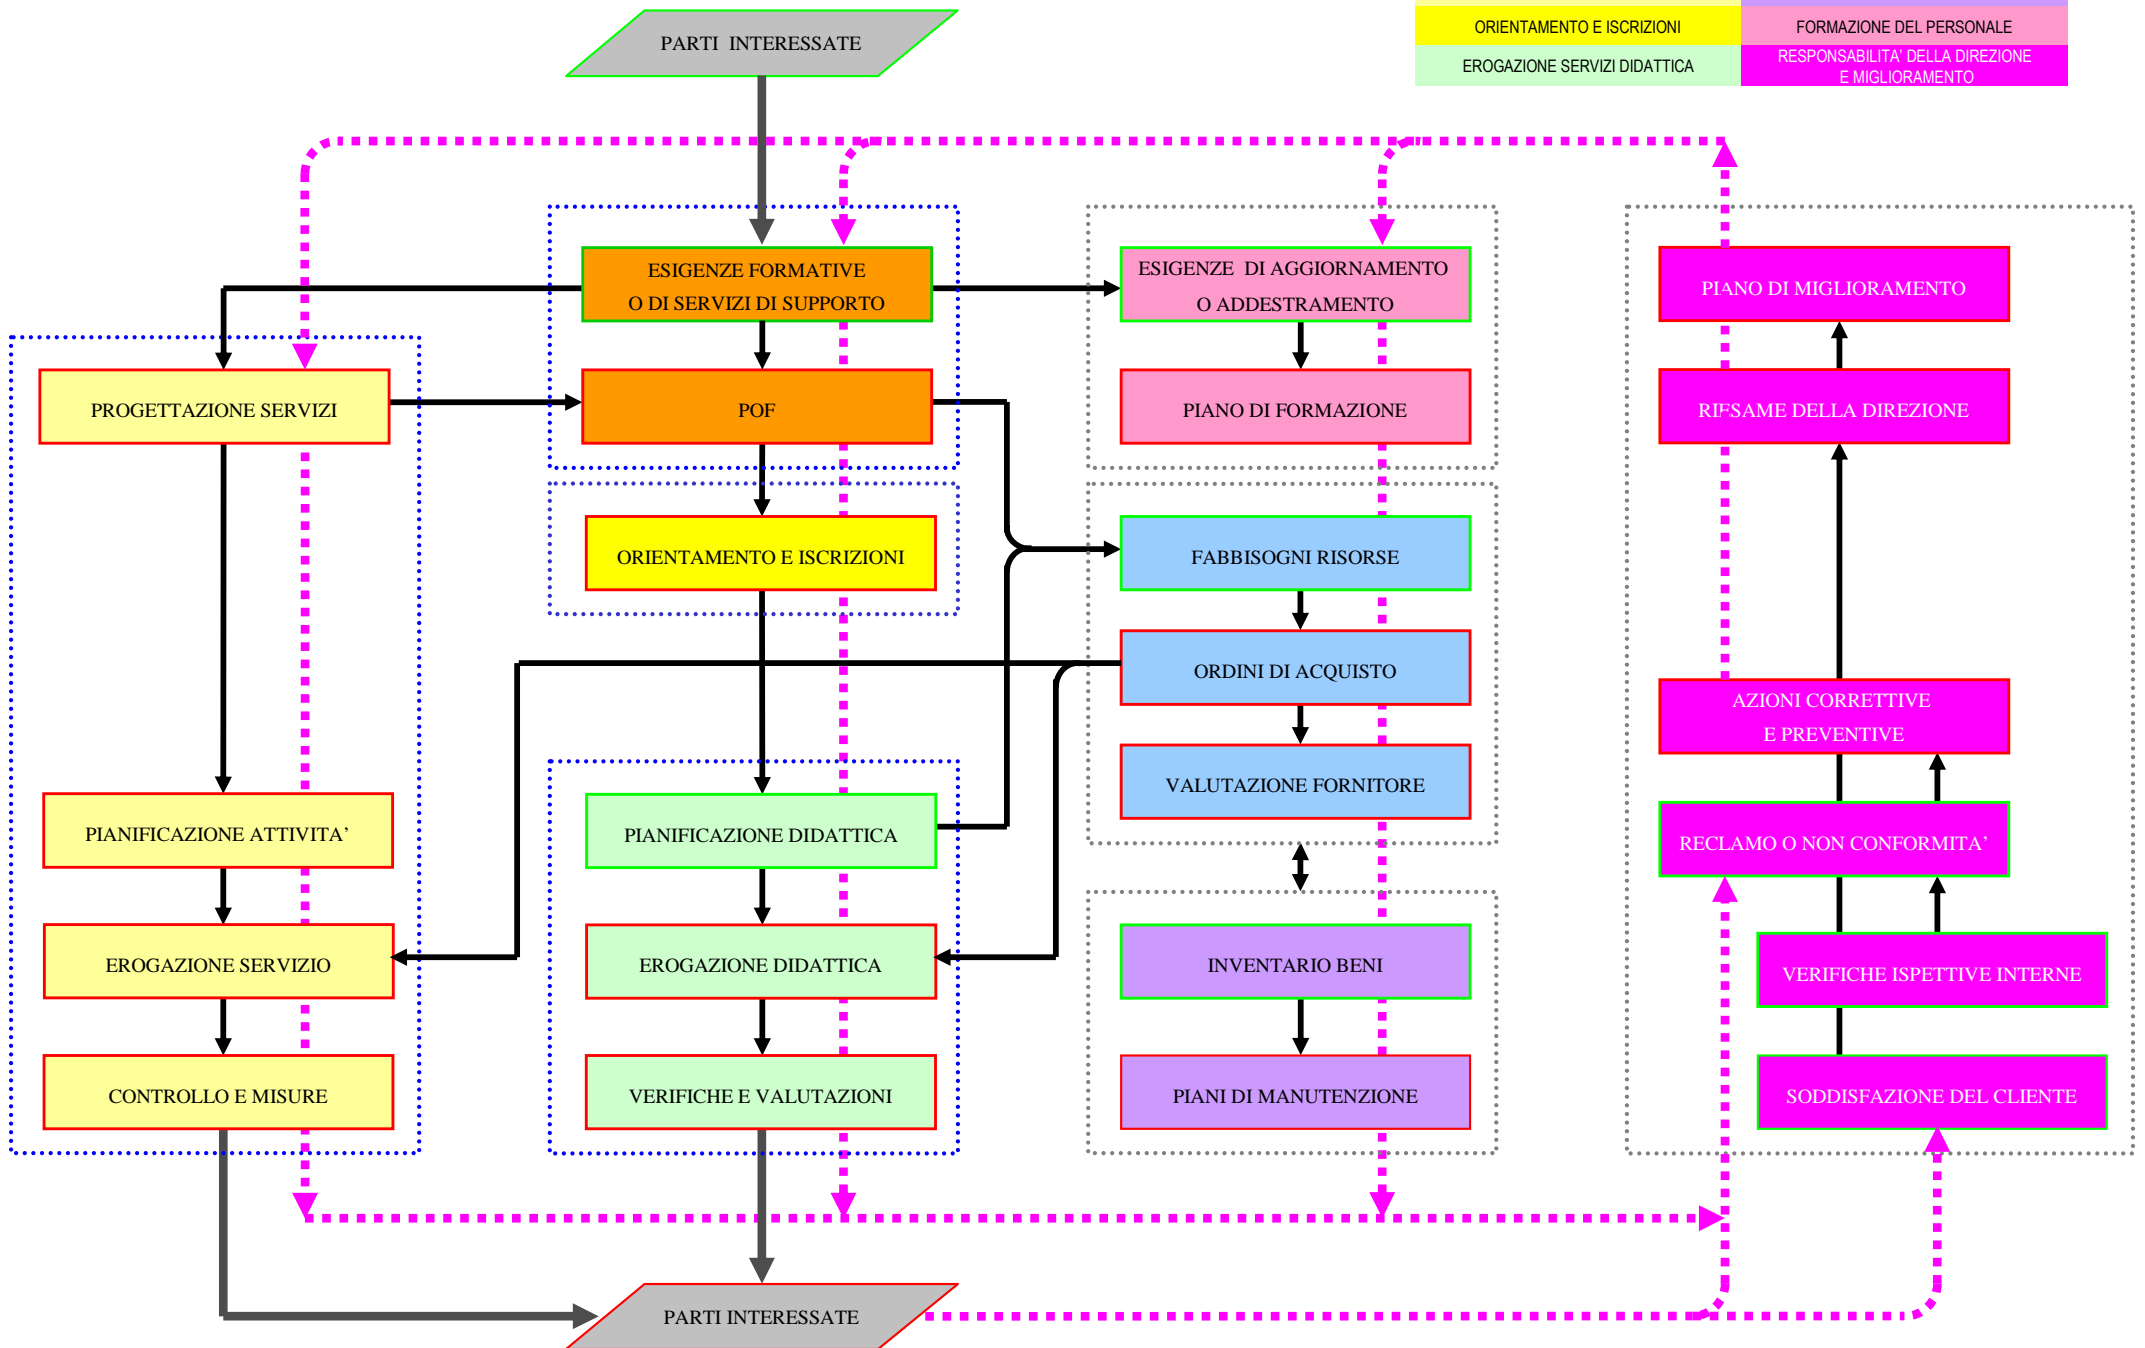 PARTI INTERESSATE
ORIENTAMENTO E ISCRIZIONI
FORMAZIONE DEL PERSONALE
EROGAZIONE SERVIZI DIDATTICA
RESPONSABILITA' DELLA DIREZIONE
E MIGLIORAMENTO
ESIGENZE FORMATIVE
O DI SERVIZI DI SUPPORTO
ESIGENZE DI AGGIORNAMENTO
O ADDESTRAMENTO
PIANO DI MIGLIORAMENTO
PROGETTAZIONE SERVIZI
POF
PIANO DI FORMAZIONE
RIFSAME DELLA DIREZIONE
ORIENTAMENTO E ISCRIZIONI
FABBISOGNI RISORSE
ORDINI DI ACQUISTO
AZIONI CORRETTIVE
E PREVENTIVE
VALUTAZIONE FORNITORE
PIANIFICAZIONE ATTIVITA’
PIANIFICAZIONE DIDATTICA
RECLAMO O NON CONFORMITA’
EROGAZIONE SERVIZIO
EROGAZIONE DIDATTICA
INVENTARIO BENI
VERIFICHE ISPETTIVE INTERNE
CONTROLLO E MISURE
VERIFICHE E VALUTAZIONI
PIANI DI MANUTENZIONE
SODDISFAZIONE DEL CLIENTE
PARTI INTERESSATE